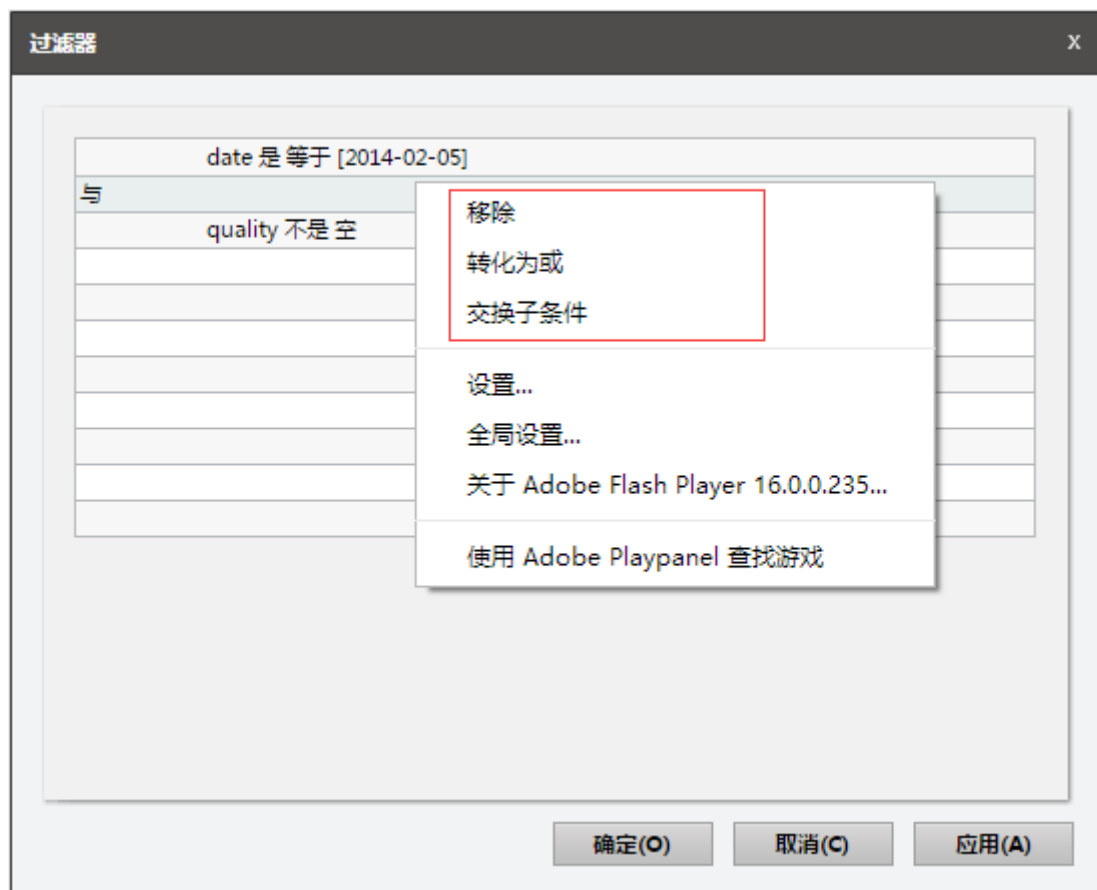 过滤器
x
date 是 等于 [2014-02-05]
与
quality 不是 空
移除
转化为或
交换子条件
设置...
全局设置...
关于 Adobe Flash Player 16.0.0.235...
使用 Adobe Playpanel 查找游戏
确定(O)
取消(C)
应用(A)